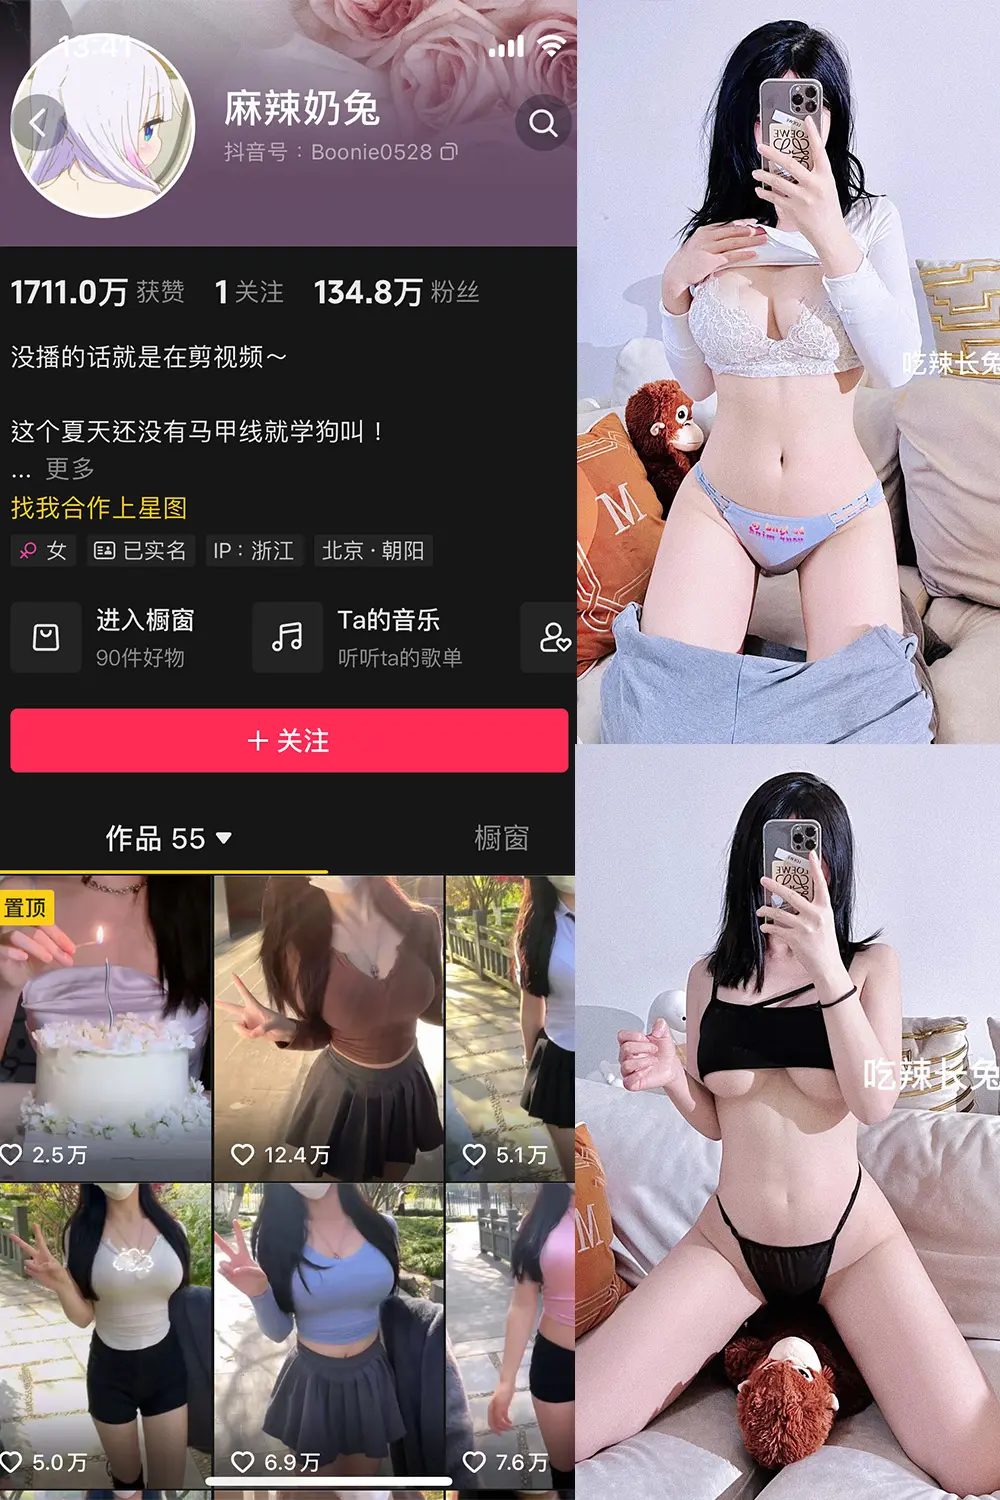 13:41
麻辣奶兔
抖音号：Boonie0528
1711.0万 获赞 1 关注 134.8万 粉丝
没播的话就是在剪视频～
这个夏天还没有马甲线就学狗叫！
... 更多
找我合作上星图
女 已实名 IP：浙江 北京·朝阳
进入橱窗
90件好物
Ta的音乐
听听ta的歌单
+ 关注
作品 55 橱窗
置顶
2.5万 12.4万 5.1万
5.0万 6.9万 7.6万
LOEWE
吃辣长兔
M
LOEWE
吃辣长兔
M